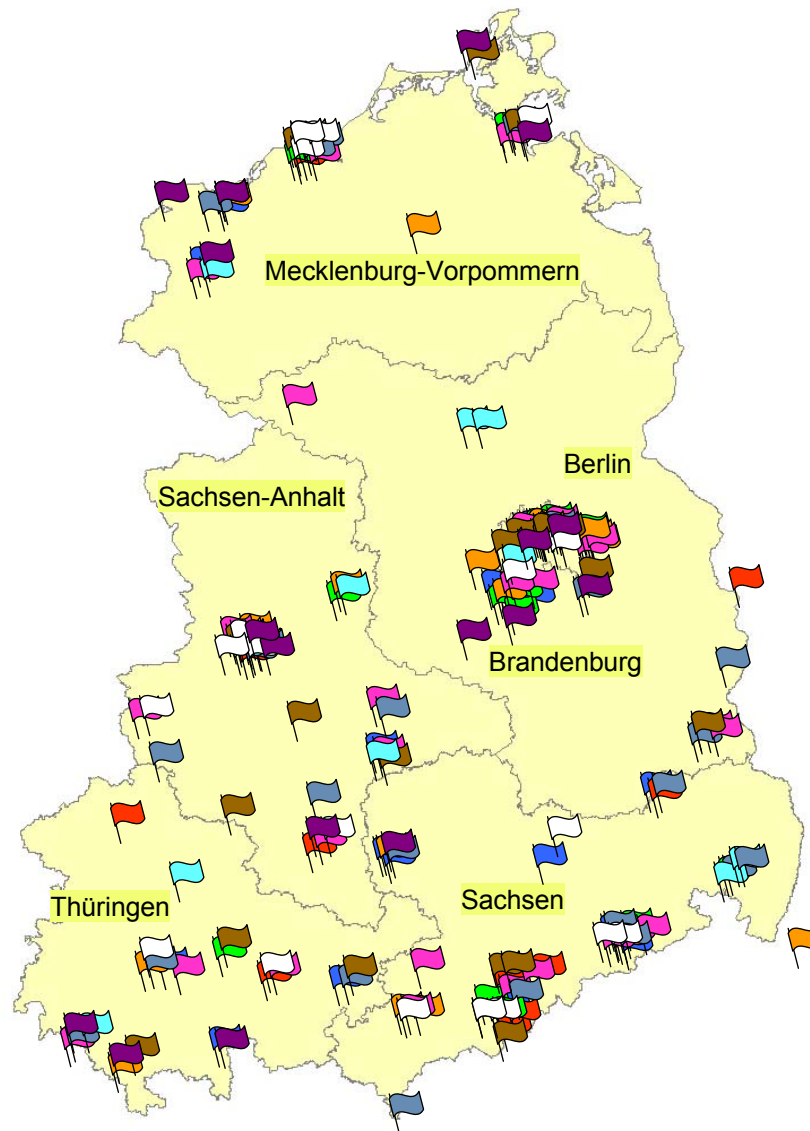 Mecklenburg-Vorpommern
Berlin
Sachsen-Anhalt
Brandenburg
Sachsen
Thüringen